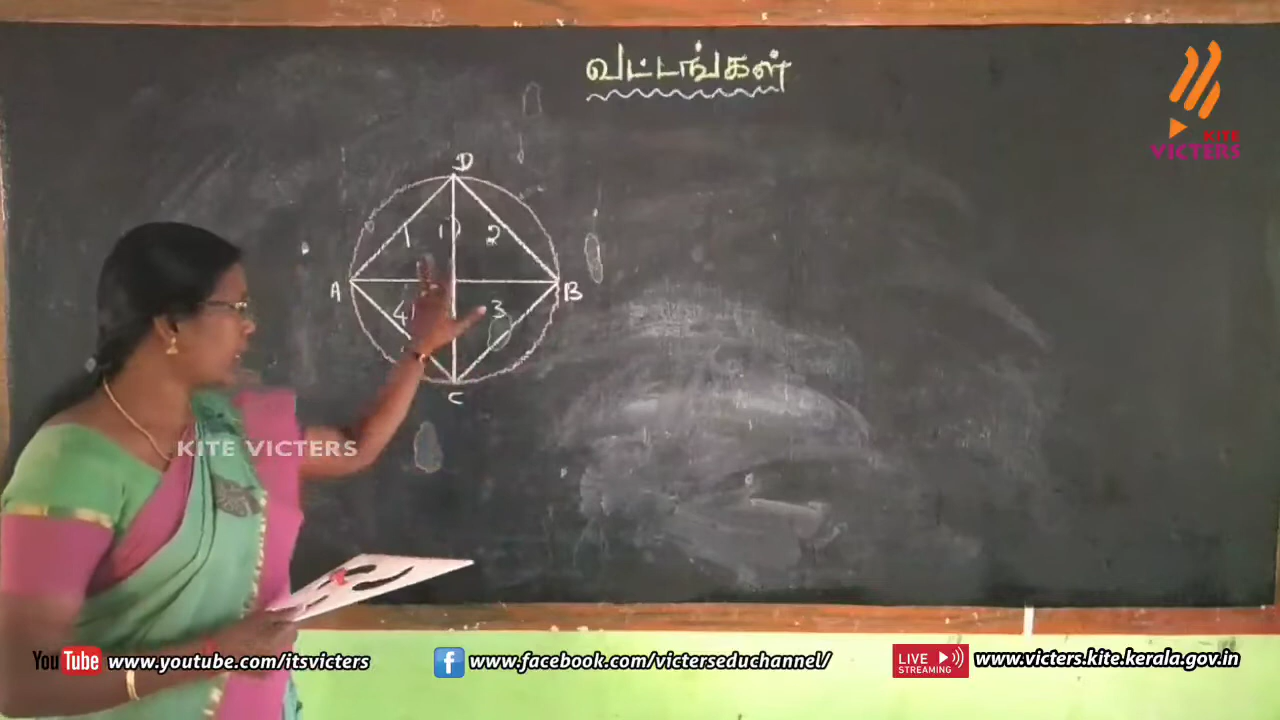 வட்டங்கள்
KITE
VICTERS
D
1 1) 2
A B
4 3
C
KITE VICTERS
YouTube www.youtube.com/itsvicters
f www.facebook.com/victerseduchannel/
LIVE STREAMING www.victers.kite.kerala.gov.in